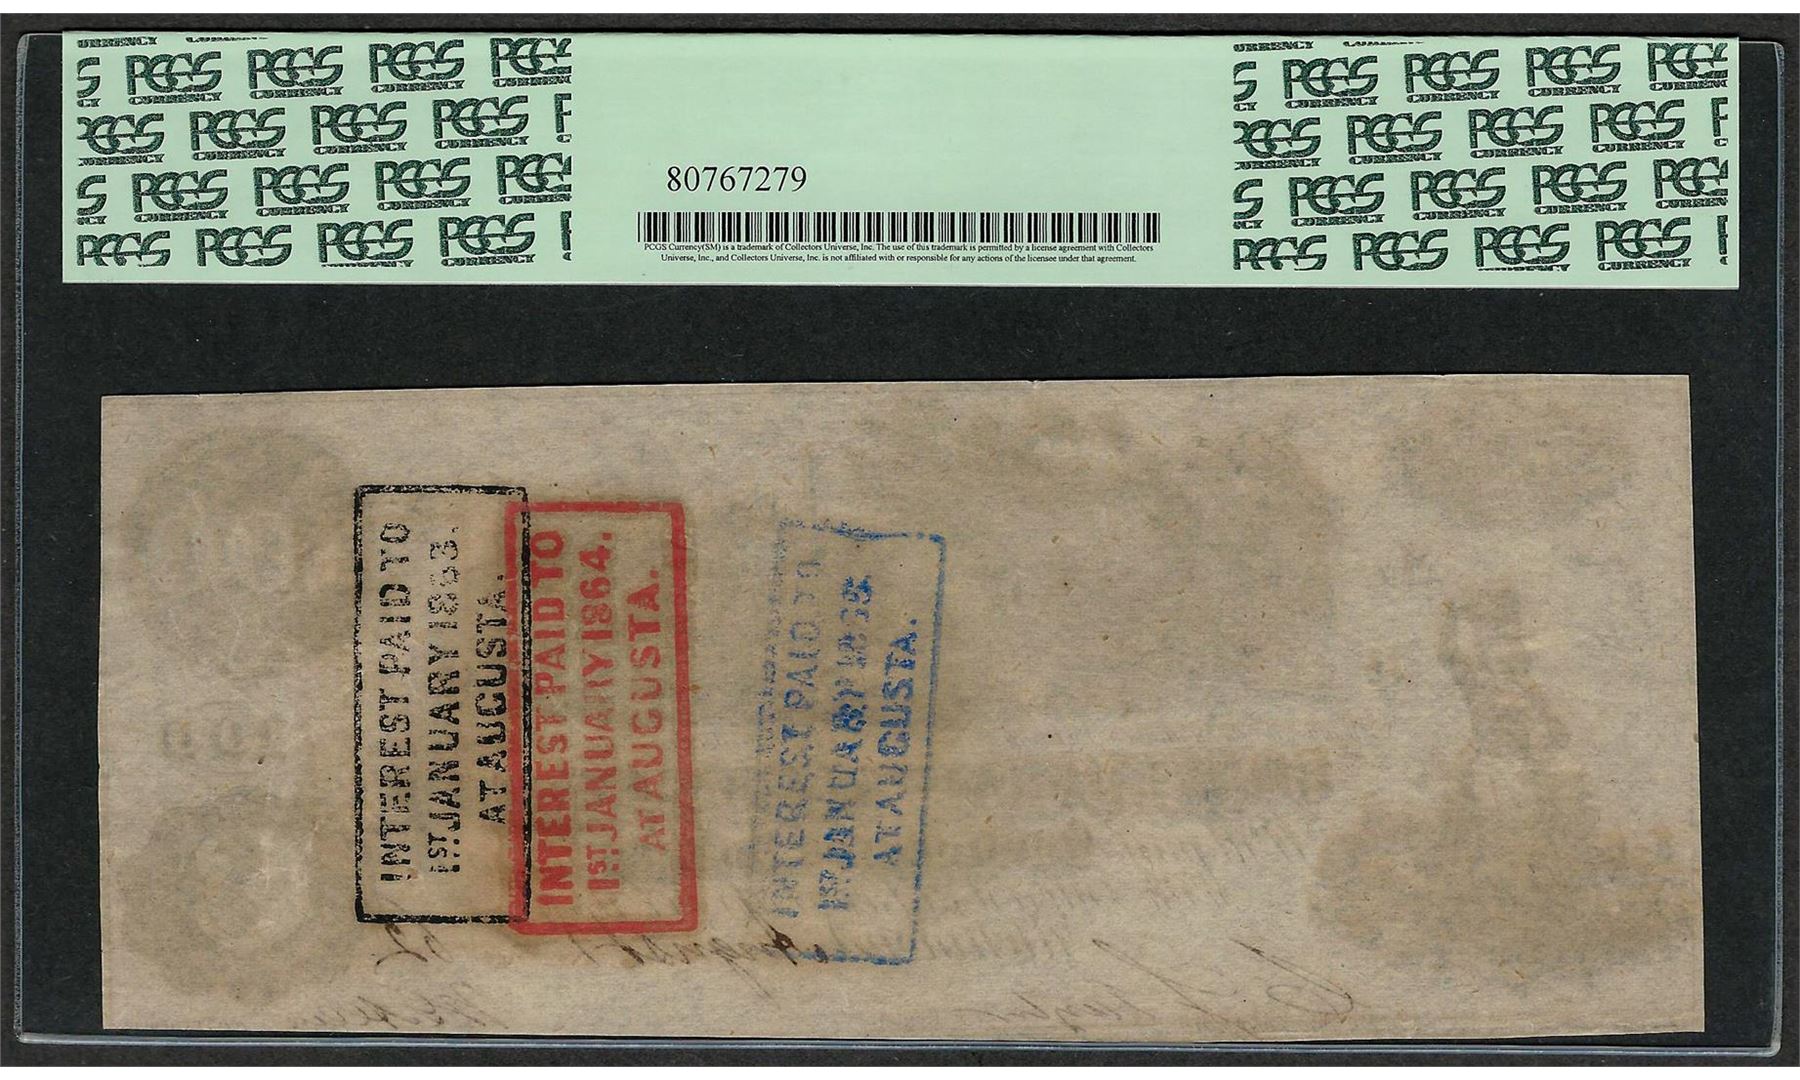 PCGS CURRENCY
80767279
PCGS Currency(SM) is a trademark of Collectors Universe, Inc. The use of this trademark is permitted by a license agreement with Collectors
Universe, Inc., and Collectors Universe, Inc. is not affiliated with or responsible for any actions of the licensee under that agreement.
INTEREST PAID TO
1ST JANUARY 1863.
AT AUGUSTA.
INTEREST PAID TO
1ST JANUARY 1864.
AT AUGUSTA.
INTEREST PAID TO
1ST JANUARY
AT AUGUSTA.